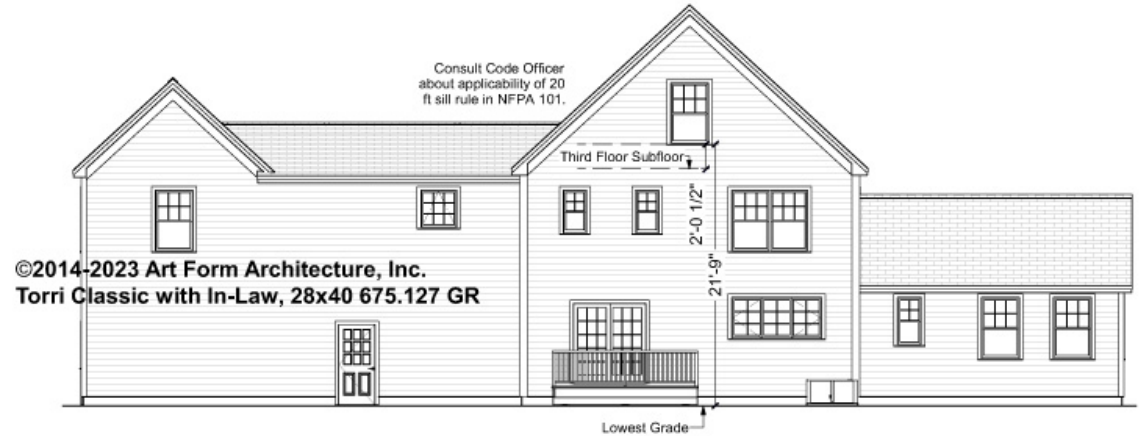 Consult Code Officer
about applicability of 20
ft sill rule in NFPA 101.
Third Floor Subfloor
2'-0 1/2"
21'-9"
©2014-2023 Art Form Architecture, Inc.
Torri Classic with In-Law, 28x40 675.127 GR
Lowest Grade